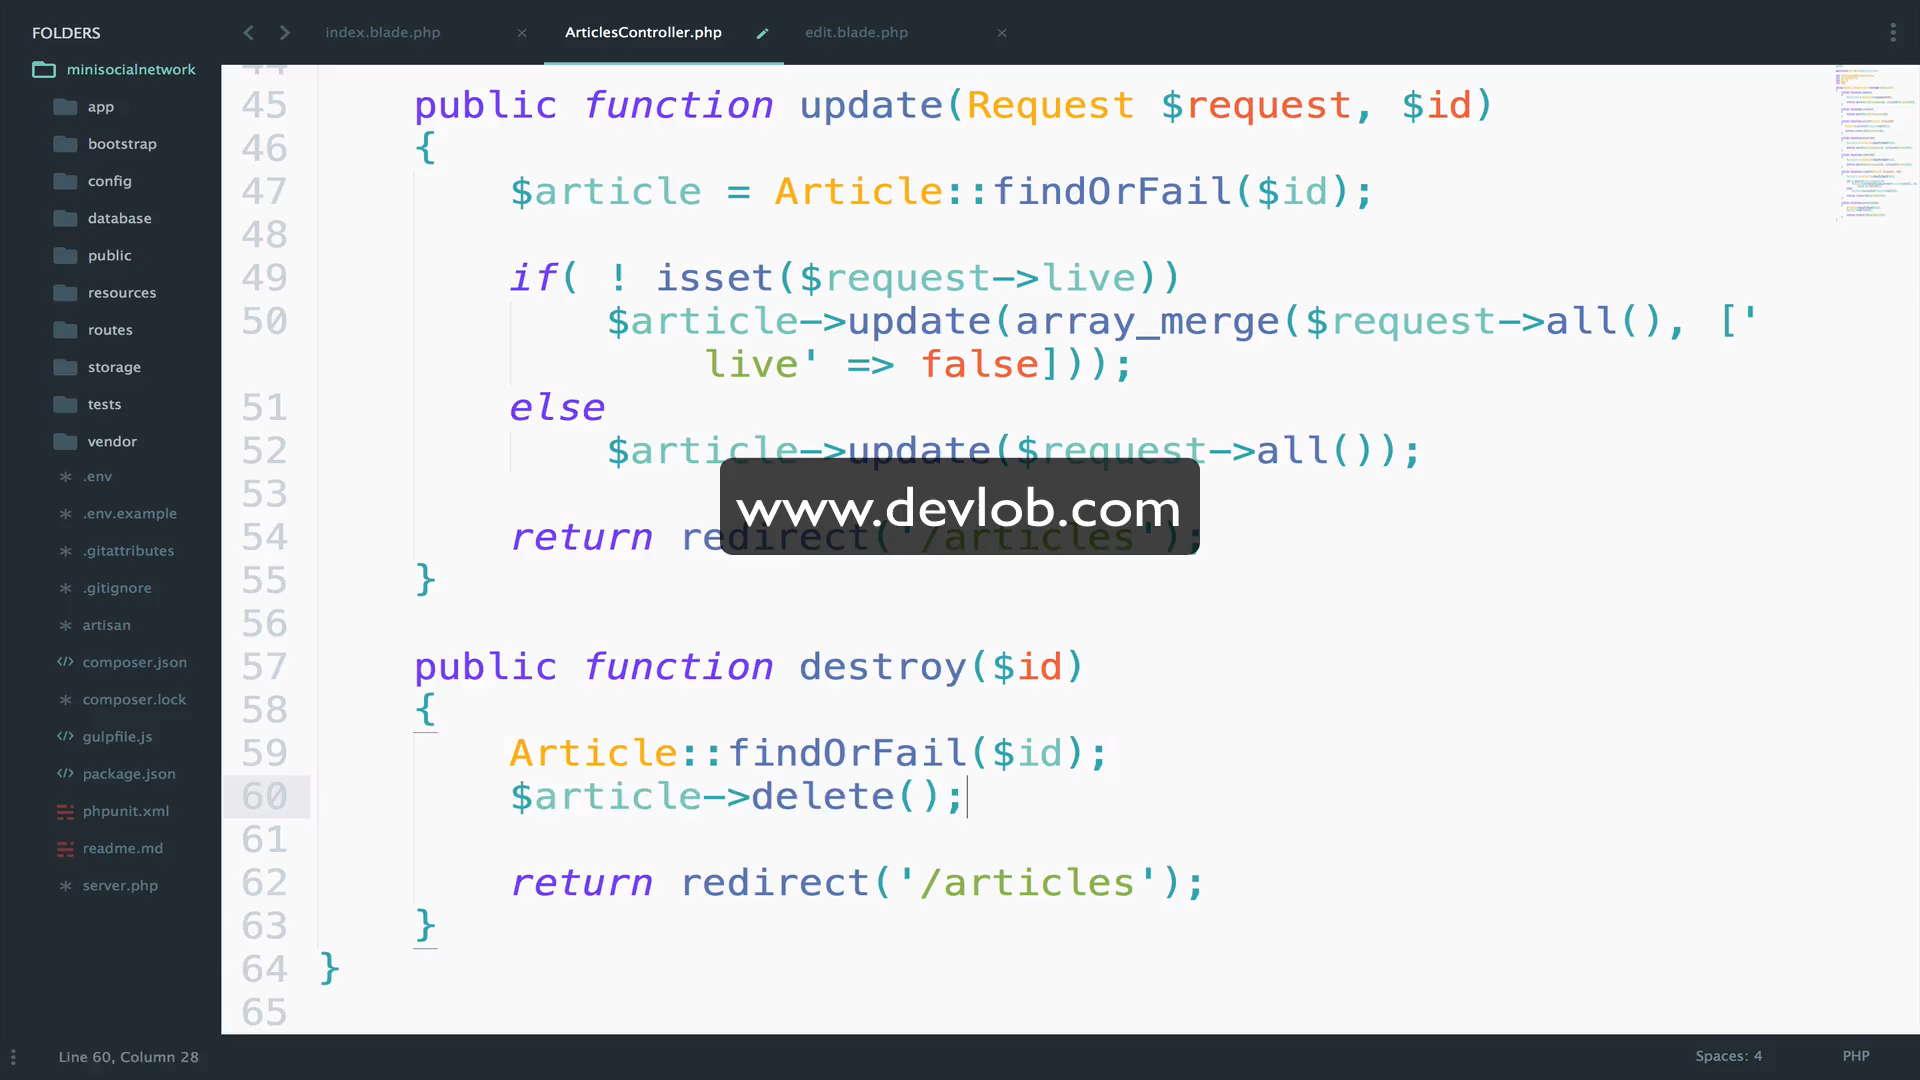 FOLDERS
minisocialnetwork
app
bootstrap
config
database
public
resources
routes
storage
tests
vendor
.env
.env.example
.gitattributes
.gitignore
artisan
composer.json
composer.lock
gulpfile.js
package.json
phpunit.xml
readme.md
server.php
index.blade.php
ArticlesController.php
edit.blade.php
45 public function update(Request $request, $id)
46 {
47 $article = Article::findOrFail($id);
48
49 if( ! isset($request->live))
50 $article->update(array_merge($request->all(), ['
live' => false]));
51 else
52 $article->update($request->all());
53
www.devlob.com
54 return redirect('/articles');
55 }
56
57 public function destroy($id)
58 {
59 Article::findOrFail($id);
60 $article->delete();
61
62 return redirect('/articles');
63 }
64 }
65
Line 60, Column 28
Spaces: 4
PHP